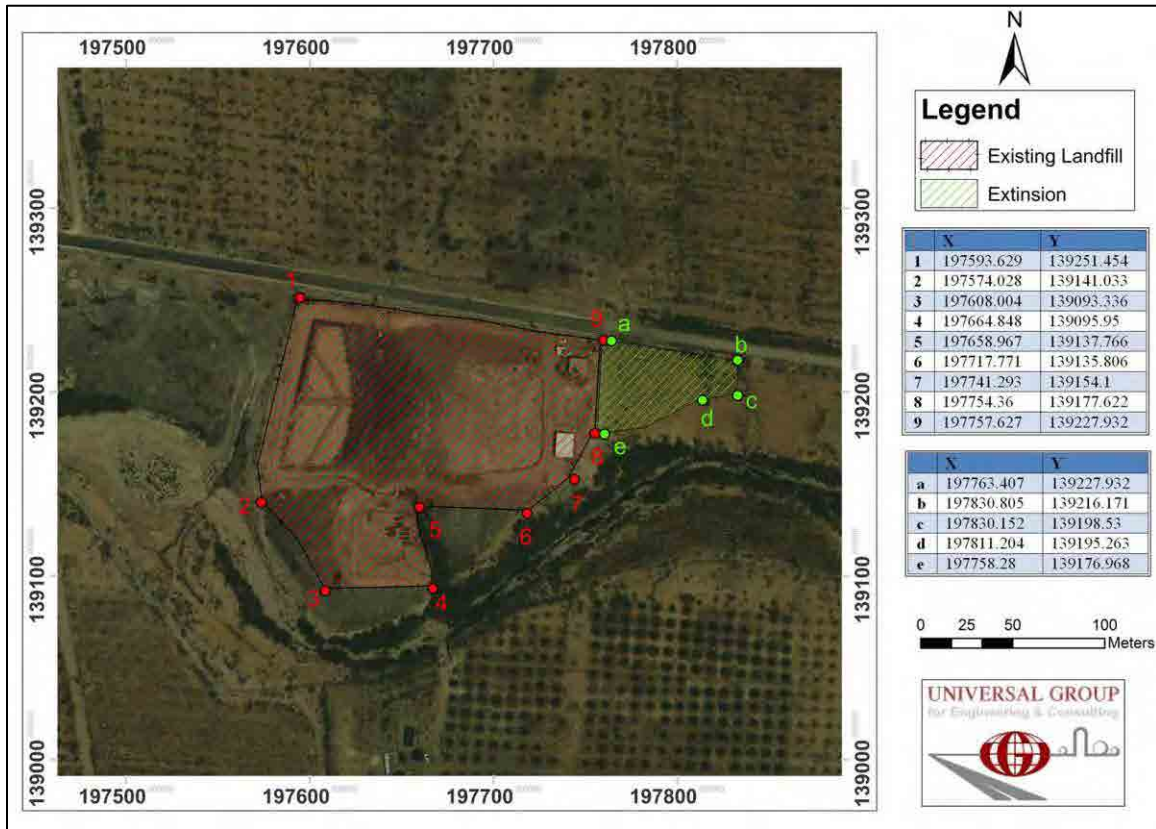 197500 197600 197700 197800
139300
139200
139100
139000
1
2
3
4
5
6
7
8
9
a
b
c
d
e
139300
139200
139100
139000
197500 197600 197700 197800
N
Legend
Existing Landfill
Extinsion
X Y
1 197593.629 139251.454
2 197574.028 139141.033
3 197608.004 139093.336
4 197664.848 139095.95
5 197658.967 139137.766
6 197717.771 139135.806
7 197741.293 139154.1
8 197754.36 139177.622
9 197757.627 139227.932
X Y
a 197763.407 139227.932
b 197830.805 139216.171
c 197830.152 139198.53
d 197811.204 139195.263
e 197758.28 139176.968
0 25 50 100
Meters
UNIVERSAL GROUP
for Engineering & Consulting